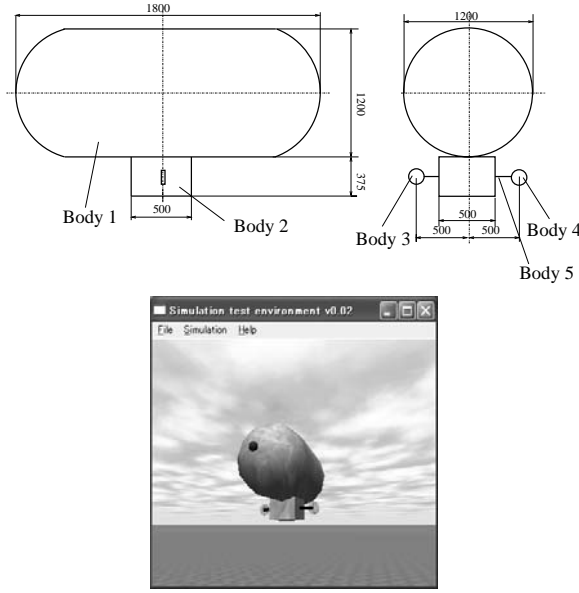 1800
1200
1200
375
Body 1
500
Body 2
Body 3
500
500
500
Body 4
Body 5
Simulation test environment v0.02
File Simulation Help